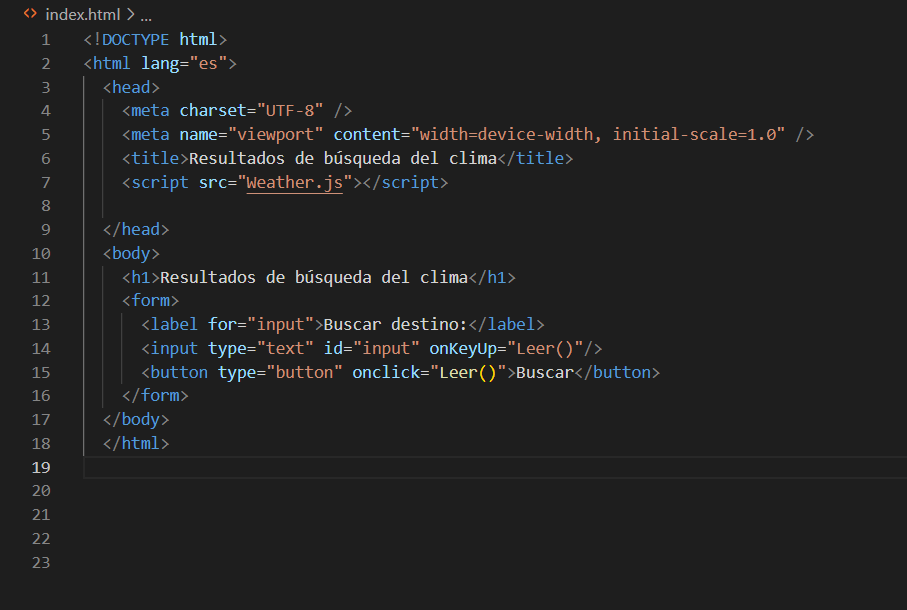 index.html > ...
1 <!DOCTYPE html>
2 <html lang="es">
3 <head>
4 <meta charset="UTF-8" />
5 <meta name="viewport" content="width=device-width, initial-scale=1.0" />
6 <title>Resultados de búsqueda del clima</title>
7 <script src="Weather.js"></script>
8
9 </head>
10 <body>
11 <h1>Resultados de búsqueda del clima</h1>
12 <form>
13 <label for="input">Buscar destino:</label>
14 <input type="text" id="input" onKeyUp="Leer()"/>
15 <button type="button" onclick="Leer()">Buscar</button>
16 </form>
17 </body>
18 </html>
19
20
21
22
23